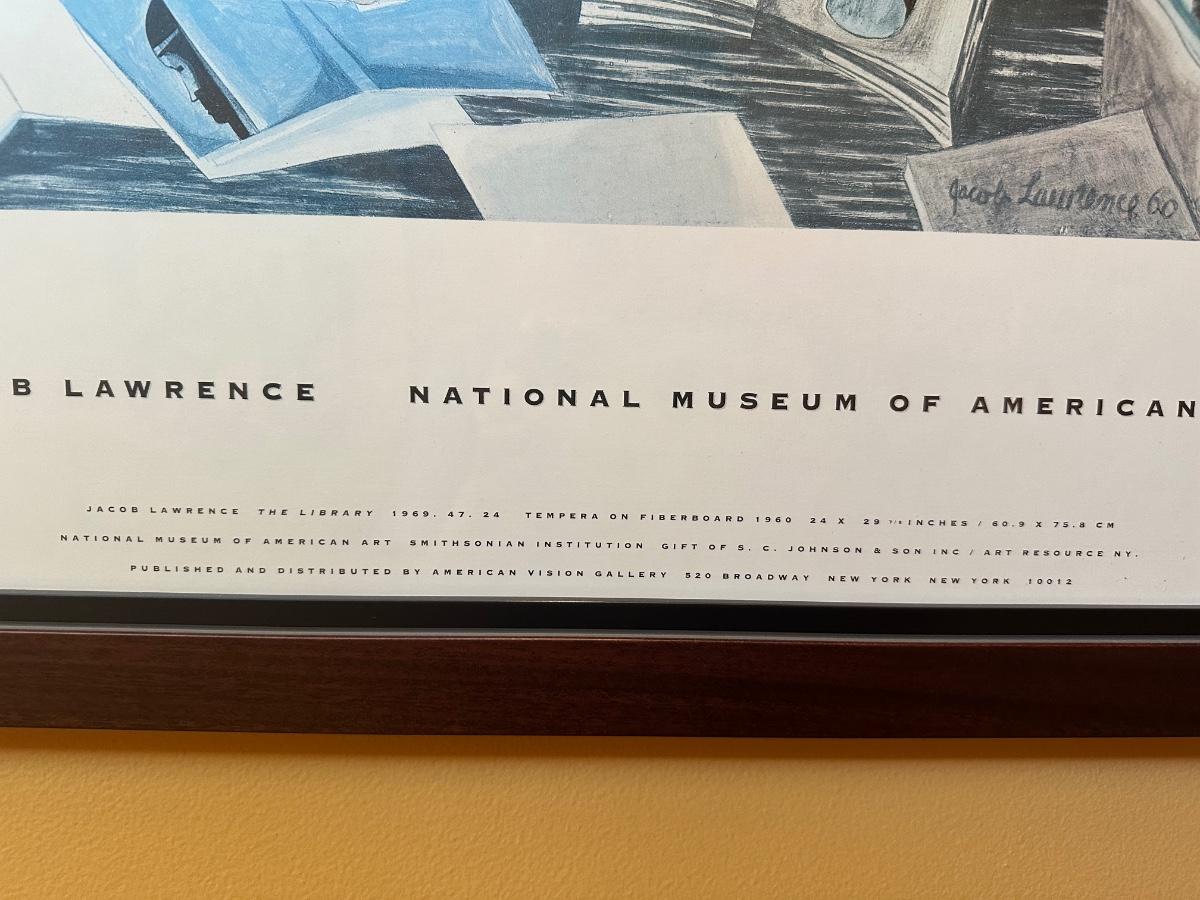 Jacob Lawrence 60
B LAWRENCE NATIONAL MUSEUM OF AMERICAN
JACOB LAWRENCE THE LIBRARY 1969. 47. 24 TEMPERA ON FIBERBOARD 1960 24 X 29 7/8 INCHES / 60.9 X 75.8 CM
NATIONAL MUSEUM OF AMERICAN ART SMITHSONIAN INSTITUTION GIFT OF S. C. JOHNSON & SON INC / ART RESOURCE NY.
PUBLISHED AND DISTRIBUTED BY AMERICAN VISION GALLERY 520 BROADWAY NEW YORK NEW YORK 10012